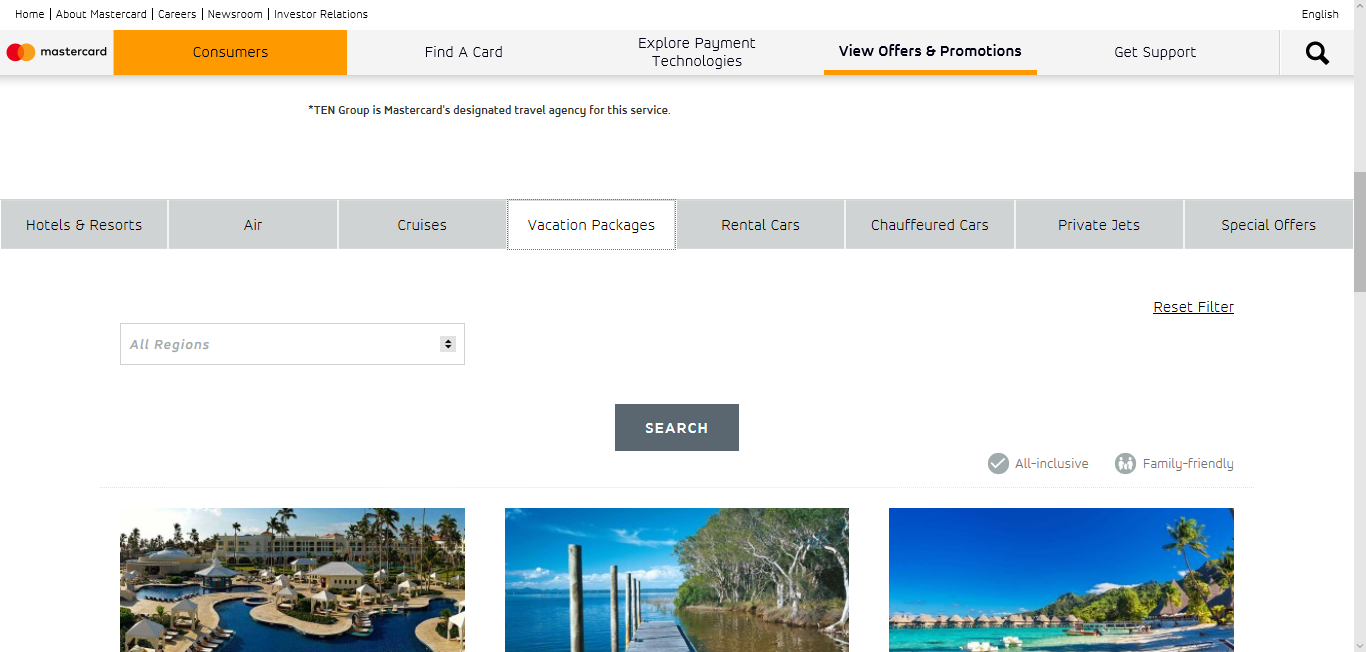 Home | About Mastercard | Careers | Newsroom | Investor Relations
English
mastercard
Consumers
Find A Card
Explore Payment
Technologies
View Offers & Promotions
Get Support
*TEN Group is Mastercard's designated travel agency for this service.
Hotels & Resorts
Air
Cruises
Vacation Packages
Rental Cars
Chauffeured Cars
Private Jets
Special Offers
Reset Filter
All Regions
SEARCH
All-inclusive
Family-friendly